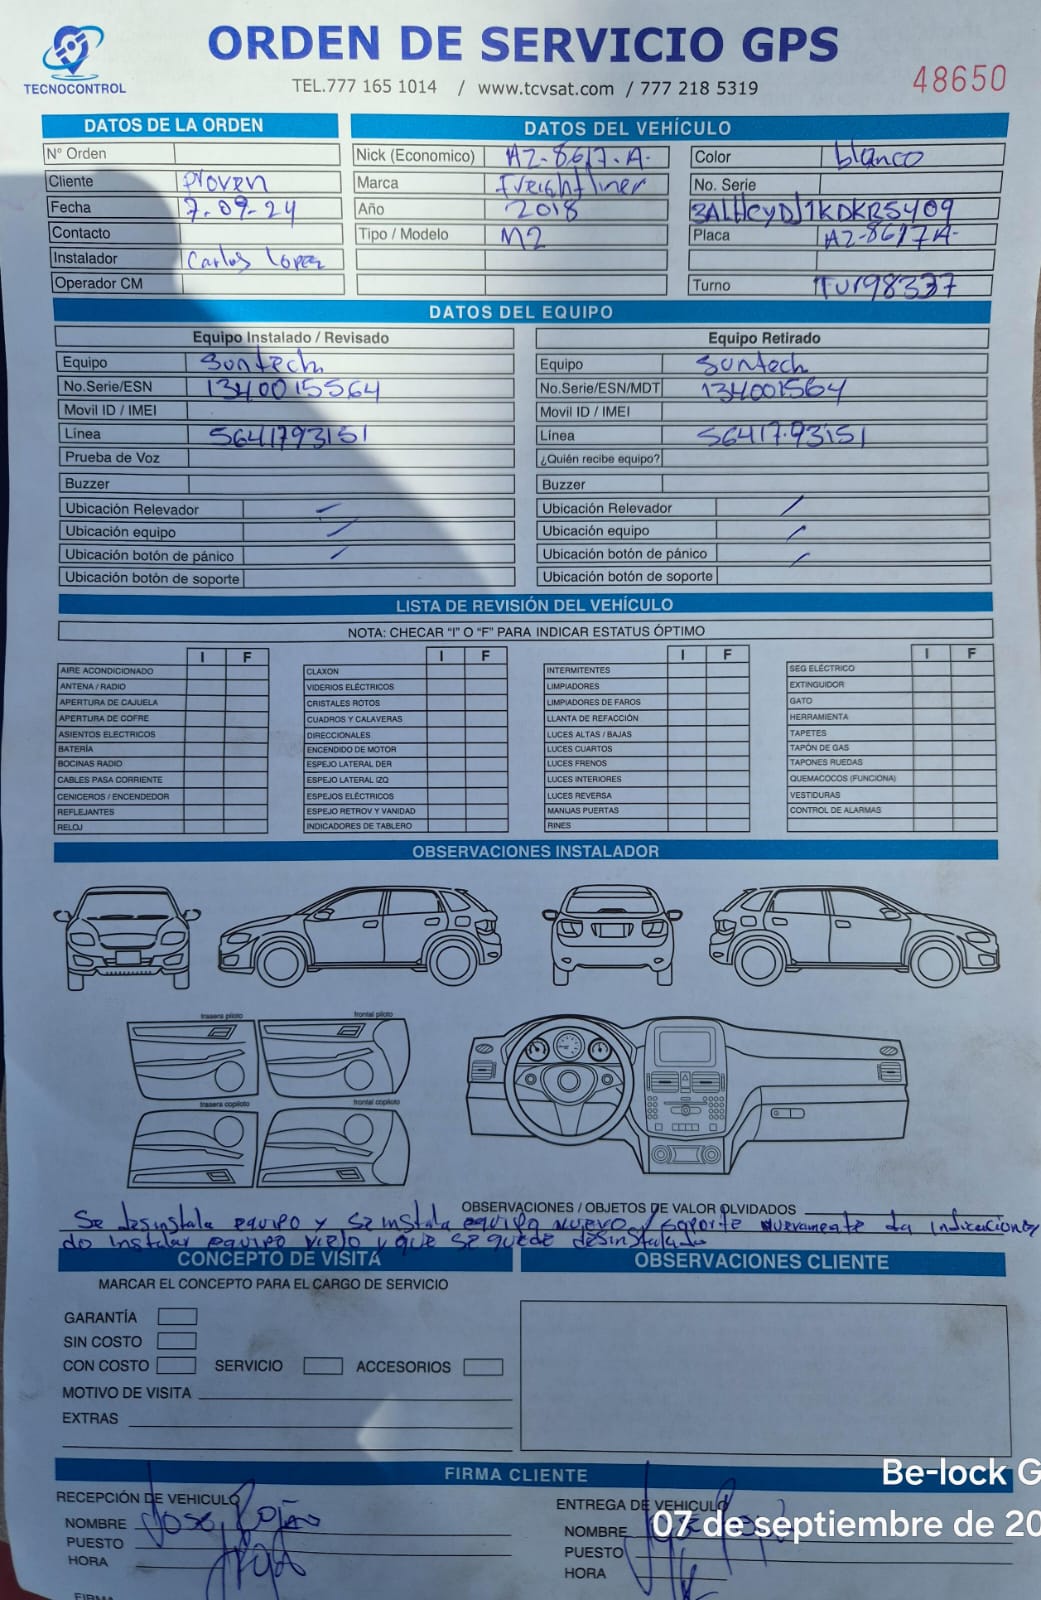 TECNOCONTROL
ORDEN DE SERVICIO GPS
TEL.777 165 1014 / www.tcvsat.com / 777 218 5319
48650
DATOS DE LA ORDEN
N° Orden
Cliente Proven
Fecha 7-09-24
Contacto
Instalador Carlos Lopez
Operador CM
DATOS DEL VEHÍCULO
Nick (Economico) AZ-8617-A-
Marca Freightliner
Año 2018
Tipo / Modelo M2
Color blanco
No. Serie
3ALHCYDJ1KDKR5409
Placa AZ-8617A-
Turno
DATOS DEL EQUIPO
Equipo Instalado / Revisado
Equipo Suntech
No.Serie/ESN 1340015564
Movil ID / IMEI
Línea 5641793151
Prueba de Voz
Buzzer
Ubicación Relevador
Ubicación equipo
Ubicación botón de pánico
Ubicación botón de soporte
Equipo Retirado
Equipo Suntech
No.Serie/ESN/MDT 134001564
Movil ID / IMEI
Línea 56417.93151
¿Quién recibe equipo?
Buzzer
Ubicación Relevador
Ubicación equipo
Ubicación botón de pánico
Ubicación botón de soporte
LISTA DE REVISIÓN DEL VEHÍCULO
NOTA: CHECAR "I" O "F" PARA INDICAR ESTATUS ÓPTIMO
I F
AIRE ACONDICIONADO
ANTENA / RADIO
APERTURA DE CAJUELA
APERTURA DE COFRE
ASIENTOS ELECTRICOS
BATERÍA
BOCINAS RADIO
CABLES PASA CORRIENTE
CENICEROS / ENCENDEDOR
REFLEJANTES
RELOJ
I F
CLAXON
VIDERIOS ELÉCTRICOS
CRISTALES ROTOS
CUADROS Y CALAVERAS
DIRECCIONALES
ENCENDIDO DE MOTOR
ESPEJO LATERAL DER
ESPEJO LATERAL IZQ
ESPEJOS ELÉCTRICOS
ESPEJO RETROV Y VANIDAD
INDICADORES DE TABLERO
I F
INTERMITENTES
LIMPIADORES
LIMPIADORES DE FAROS
LLANTA DE REFACCIÓN
LUCES ALTAS / BAJAS
LUCES CUARTOS
LUCES FRENOS
LUCES INTERIORES
LUCES REVERSA
MANIJAS PUERTAS
RINES
I F
SEG ELÉCTRICO
EXTINGUIDOR
GATO
HERRAMIENTA
TAPETES
TAPÓN DE GAS
TAPONES RUEDAS
QUEMACOCOS (FUNCIONA)
VESTIDURAS
CONTROL DE ALARMAS
OBSERVACIONES INSTALADOR
trasera piloto
frontal piloto
trasera copiloto
frontal copiloto
OBSERVACIONES / OBJETOS DE VALOR OLVIDADOS
Se desinstala equipo y se instala equipo nuevo / soporte nuevamente da indicaciones
do instalar equipo viejo y que se quede desinstalado
CONCEPTO DE VISITA
MARCAR EL CONCEPTO PARA EL CARGO DE SERVICIO
GARANTÍA
SIN COSTO
CON COSTO SERVICIO ACCESORIOS
MOTIVO DE VISITA
EXTRAS
OBSERVACIONES CLIENTE
FIRMA CLIENTE
RECEPCIÓN DE VEHICULO
NOMBRE Jose
PUESTO
HORA
ENTREGA DE VEHICULO
NOMBRE
PUESTO
HORA
Be-lock G
07 de septiembre de 20